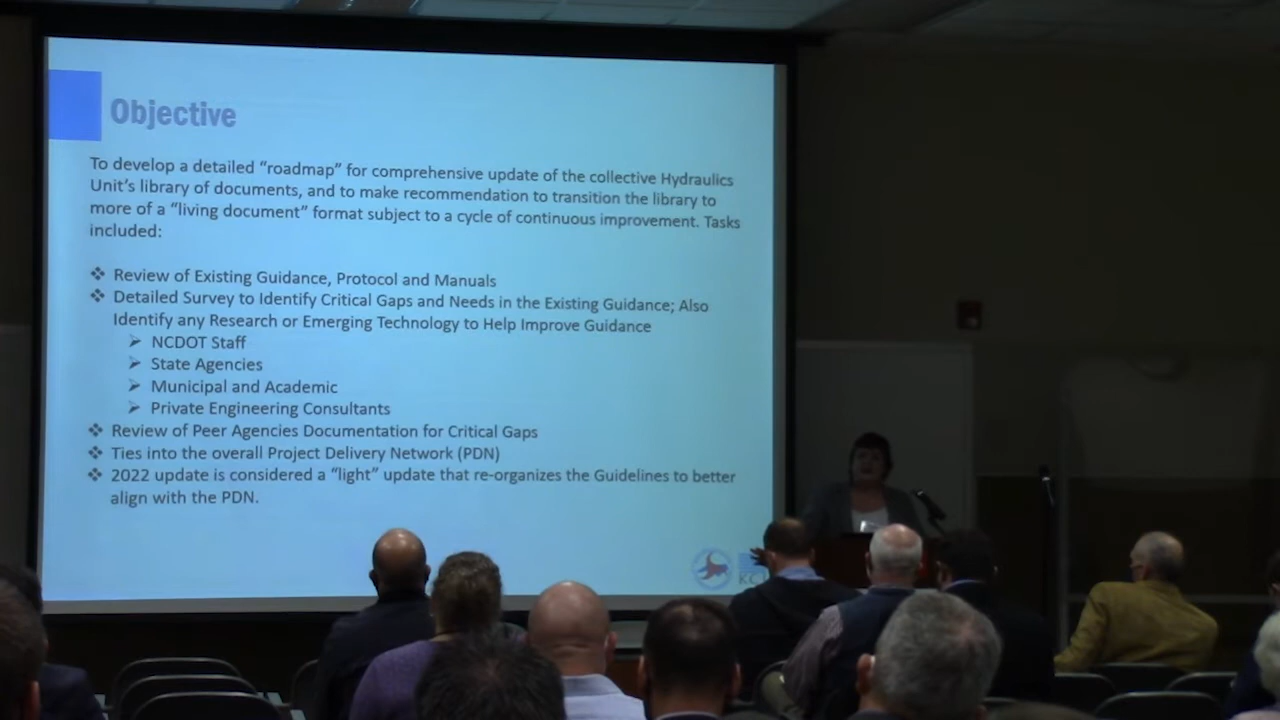 Objective
To develop a detailed “roadmap” for comprehensive update of the collective Hydraulics
Unit’s library of documents, and to make recommendation to transition the library to
more of a “living document” format subject to a cycle of continuous improvement. Tasks
included:
Review of Existing Guidance, Protocol and Manuals
Detailed Survey to Identify Critical Gaps and Needs in the Existing Guidance; Also
Identify any Research or Emerging Technology to Help Improve Guidance
NCDOT Staff
State Agencies
Municipal and Academic
Private Engineering Consultants
Review of Peer Agencies Documentation for Critical Gaps
Ties into the overall Project Delivery Network (PDN)
2022 update is considered a “light” update that re-organizes the Guidelines to better
align with the PDN.